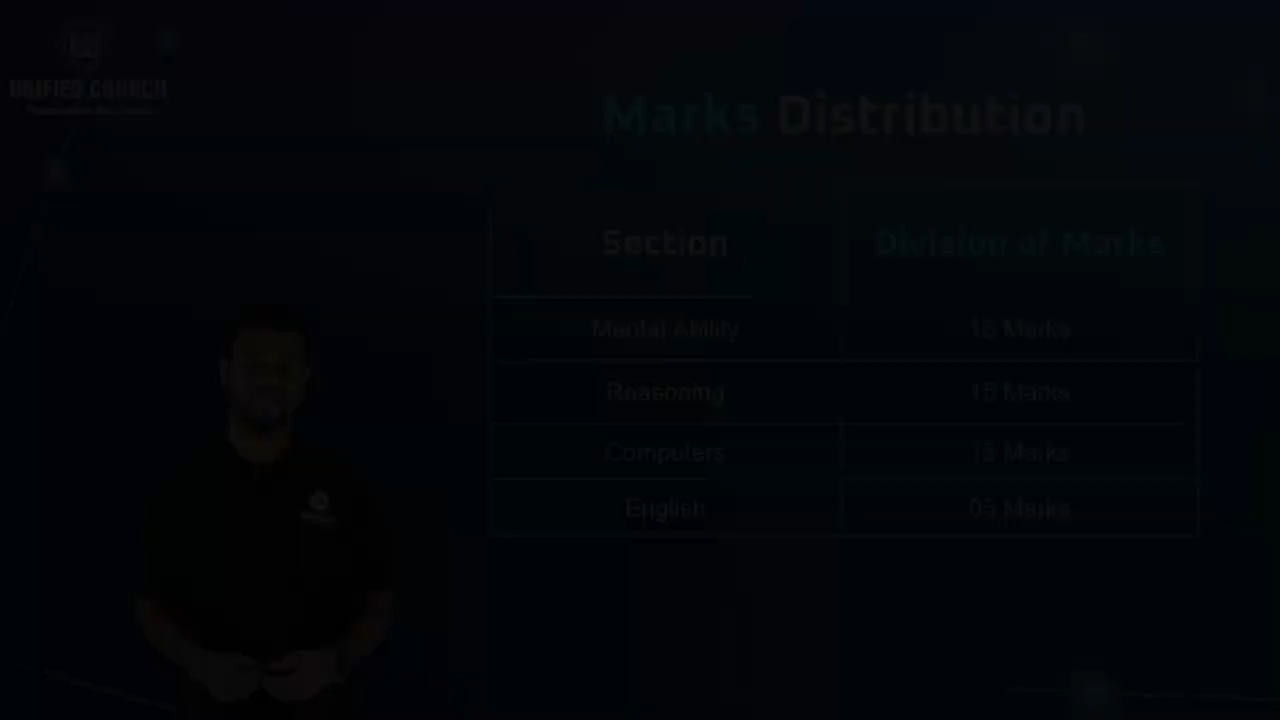 UNIFIED COUNCIL
Marks Distribution
Section Division of Marks
Mental Ability 15 Marks
Reasoning 15 Marks
Computers 15 Marks
English 05 Marks